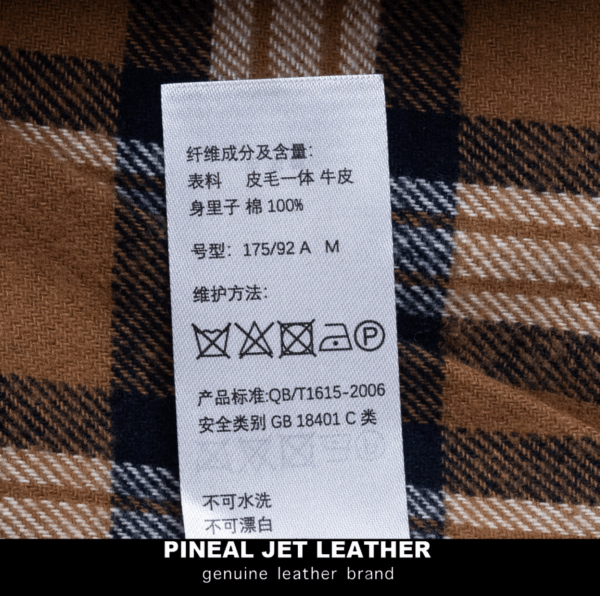 纤维成分及含量:
表料 皮毛一体 牛皮
身里子 棉 100%
号型: 175/92 A M
维护方法:
产品标准:QB/T1615-2006
安全类别 GB 18401 C 类
不可水洗
不可漂白
PINEAL JET LEATHER
genuine leather brand